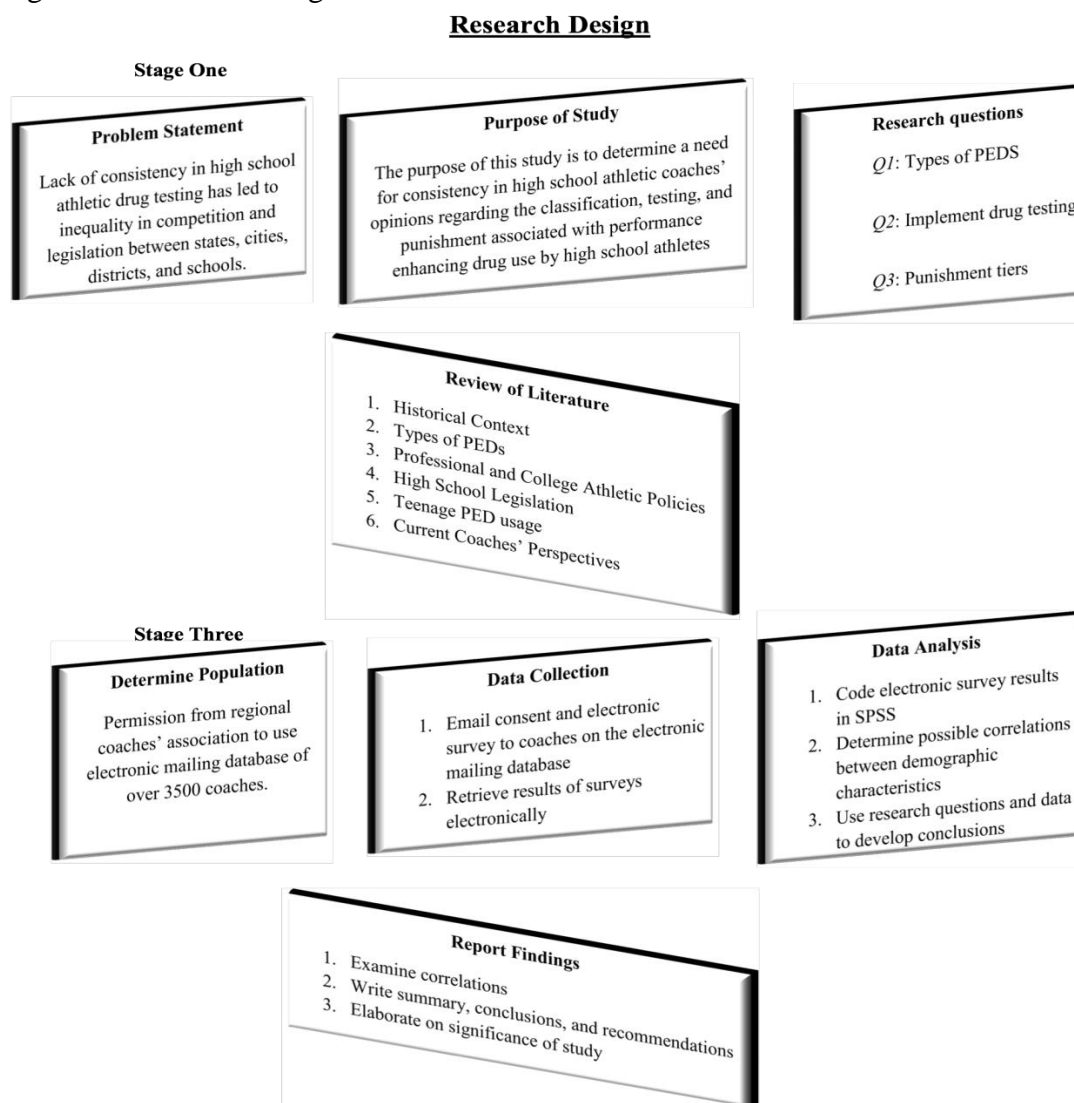 Research Design
Stage One
Problem Statement
Lack of consistency in high school
athletic drug testing has led to
inequality in competition and
legislation between states, cities,
districts, and schools.
Purpose of Study
The purpose of this study is to determine a need
for consistency in high school athletic coaches'
opinions regarding the classification, testing, and
punishment associated with performance
enhancing drug use by high school athletes
Research questions
Q1: Types of PEDS
Q2: Implement drug testing
Q3: Punishment tiers
Review of Literature
1. Historical Context
2. Types of PEDs
3. Professional and College Athletic Policies
4. High School Legislation
5. Teenage PED usage
6. Current Coaches' Perspectives
Stage Three
Determine Population
Permission from regional
coaches' association to use
electronic mailing database of
over 3500 coaches.
Data Collection
1. Email consent and electronic
survey to coaches on the electronic
mailing database
2. Retrieve results of surveys
electronically
Data Analysis
1. Code electronic survey results
in SPSS
2. Determine possible correlations
between demographic
characteristics
3. Use research questions and data
to develop conclusions
Report Findings
1. Examine correlations
2. Write summary, conclusions, and recommendations
3. Elaborate on significance of study